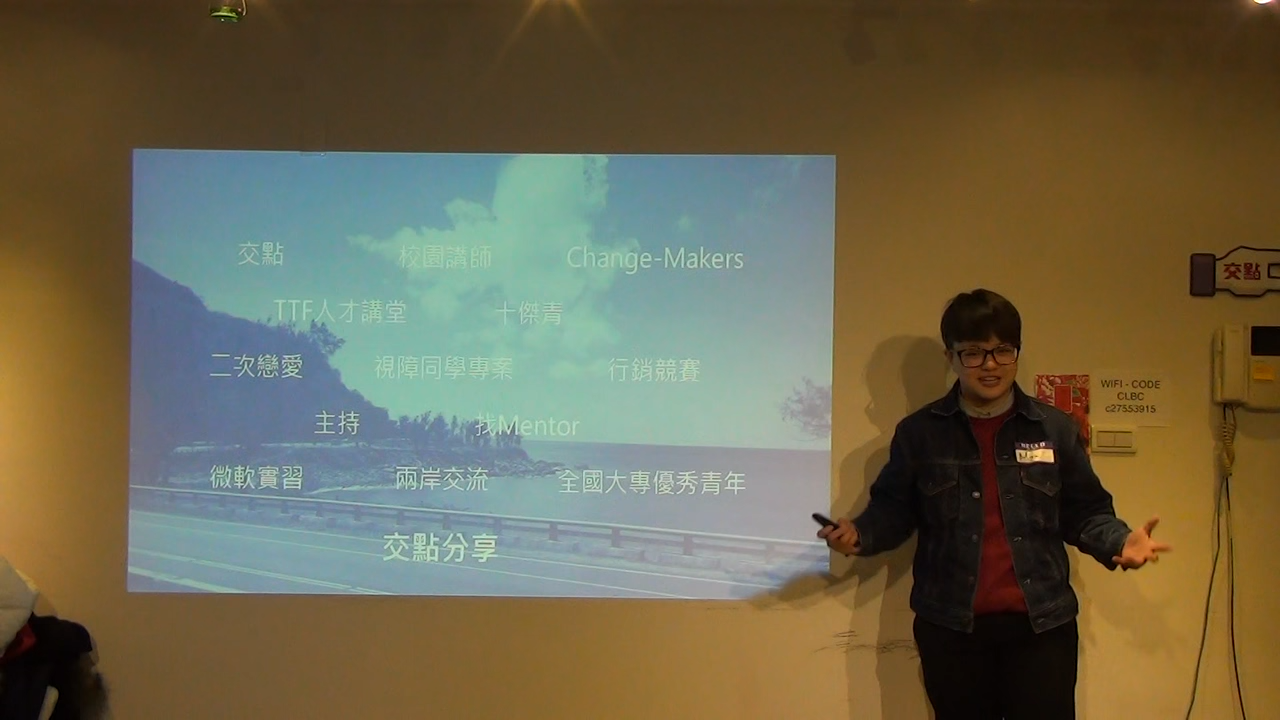 交點 校園講師 Change-Makers
TTF人才講堂 十傑青
二次戀愛 視障同學專案 行銷競賽
主持 找Mentor
微軟實習 兩岸交流 全國大專優秀青年
交點分享
交點
WIFI - CODE
CLBC
c27553915
HELLO